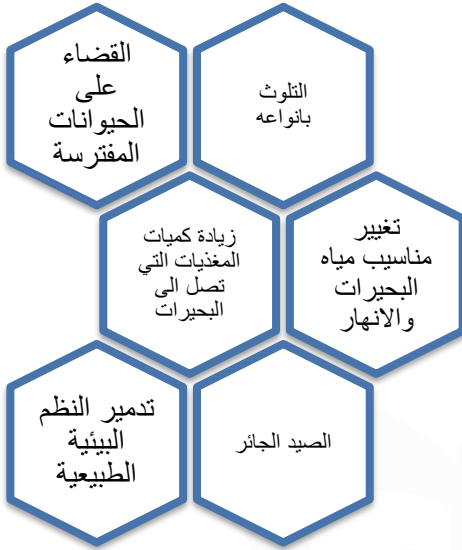 التلوث
بانواعه
القضاء
على
الحيوانات
المفترسة
تغيير
مناسيب مياه
البحيرات
والانهار
زيادة كميات
المغذيات التي
تصل الى
البحيرات
الصيد الجائر
تدمير النظم
البيئية
الطبيعية